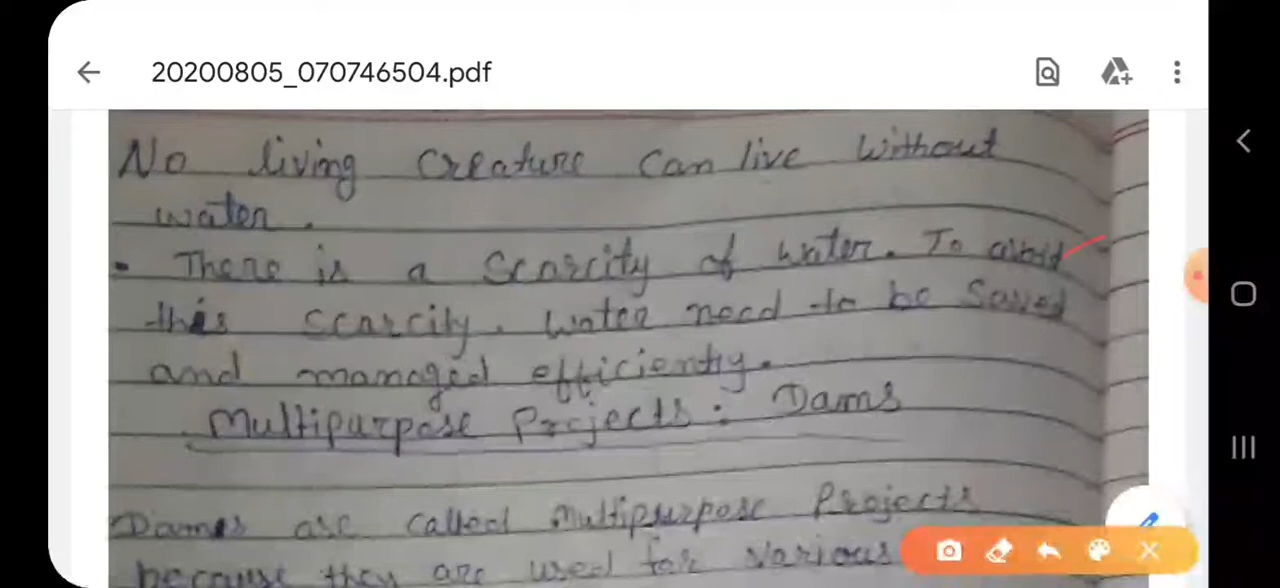 20200805_070746504.pdf
No living creature can live without
water.
• There is a scarcity of water. To avoid
this scarcity. water need to be saved
and managed efficiently.
Multipurpose Projects : Dams
Dams are called multipurpose Projects
because they are used for various